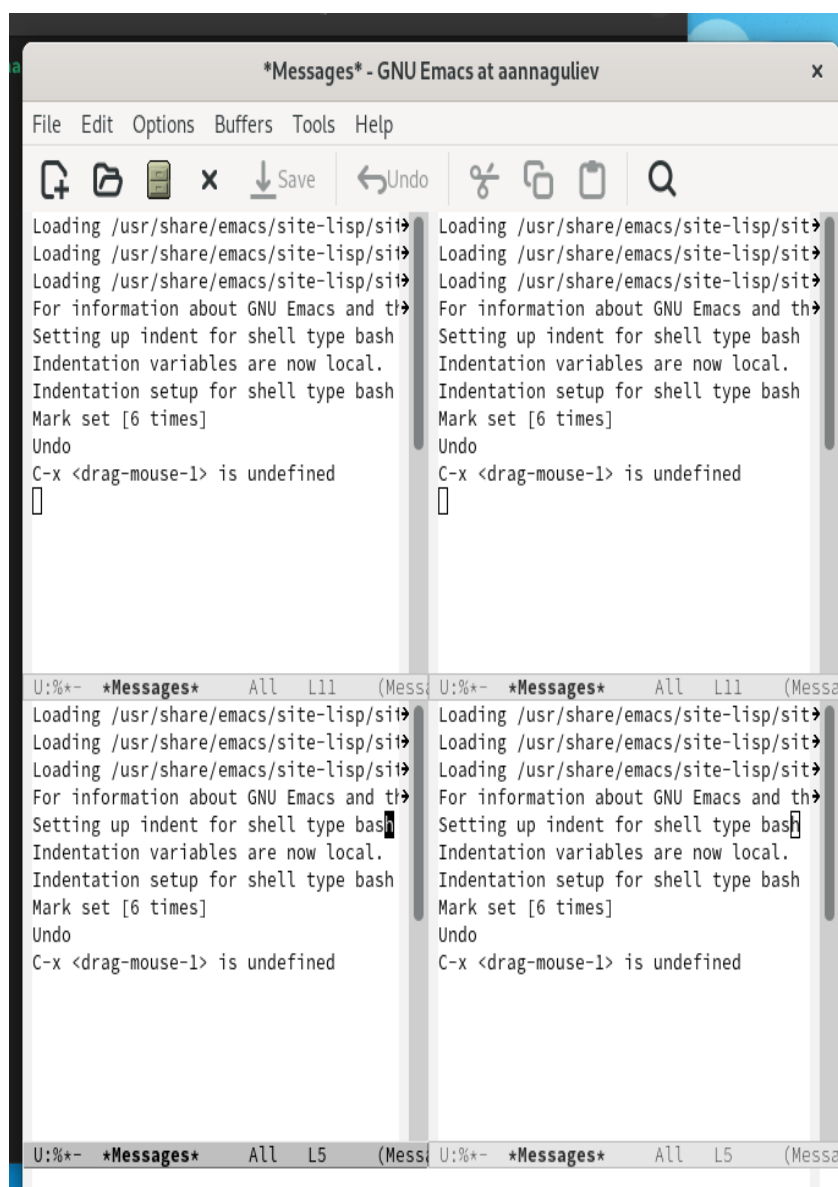 *Messages* - GNU Emacs at aannaguliev
File Edit Options Buffers Tools Help
Save Undo
Loading /usr/share/emacs/site-lisp/sit
Loading /usr/share/emacs/site-lisp/sit
Loading /usr/share/emacs/site-lisp/sit
For information about GNU Emacs and th
Setting up indent for shell type bash
Indentation variables are now local.
Indentation setup for shell type bash
Mark set [6 times]
Undo
C-x <drag-mouse-1> is undefined
U:%*- *Messages* All L11 (Messa
Loading /usr/share/emacs/site-lisp/sit
Loading /usr/share/emacs/site-lisp/sit
Loading /usr/share/emacs/site-lisp/sit
For information about GNU Emacs and th
Setting up indent for shell type bash
Indentation variables are now local.
Indentation setup for shell type bash
Mark set [6 times]
Undo
C-x <drag-mouse-1> is undefined
U:%*- *Messages* All L11 (Messa
Loading /usr/share/emacs/site-lisp/sit
Loading /usr/share/emacs/site-lisp/sit
Loading /usr/share/emacs/site-lisp/sit
For information about GNU Emacs and th
Setting up indent for shell type bash
Indentation variables are now local.
Indentation setup for shell type bash
Mark set [6 times]
Undo
C-x <drag-mouse-1> is undefined
U:%*- *Messages* All L5 (Messa
Loading /usr/share/emacs/site-lisp/sit
Loading /usr/share/emacs/site-lisp/sit
Loading /usr/share/emacs/site-lisp/sit
For information about GNU Emacs and th
Setting up indent for shell type bash
Indentation variables are now local.
Indentation setup for shell type bash
Mark set [6 times]
Undo
C-x <drag-mouse-1> is undefined
U:%*- *Messages* All L5 (Messa